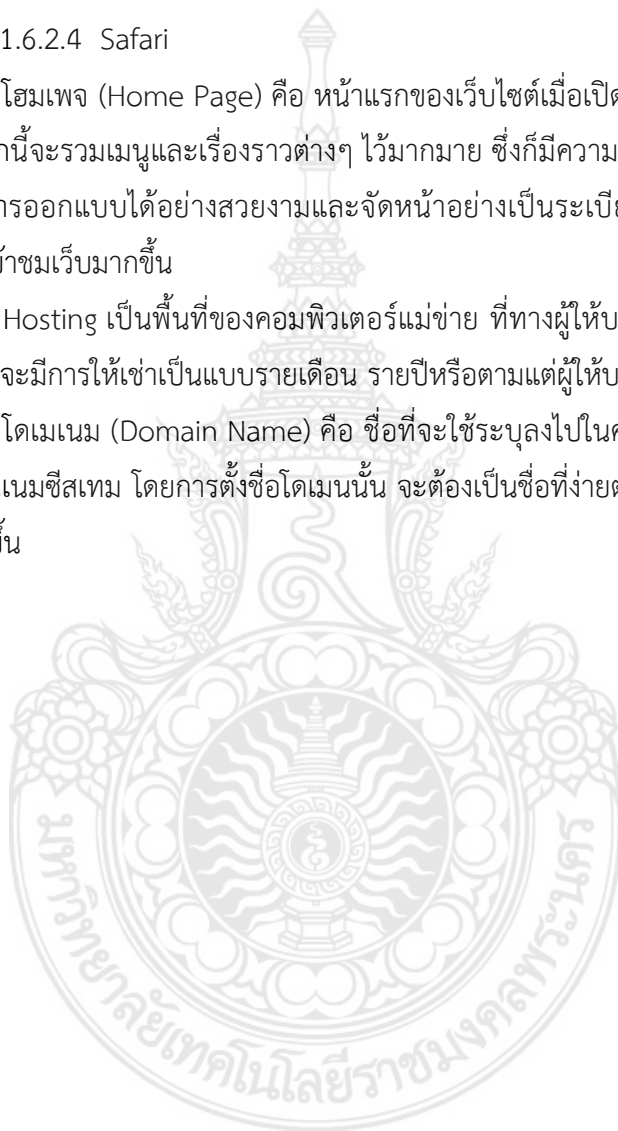 1.6.2.4 Safari
โฮมเพจ (Home Page) คือ หน้าแรกของเว็บไซต์เมื่อเปิด
นี้จะรวมเมนูและเรื่องราวต่างๆ ไว้มากมาย ซึ่งก็มีความ
ารออกแบบได้อย่างสวยงามและจัดหน้าอย่างเป็นระเบีย
ข้าชมเว็บมากขึ้น
Hosting เป็นพื้นที่ของคอมพิวเตอร์แม่ข่าย ที่ทางผู้ให้บ
จะมีการให้เช่าเป็นแบบรายเดือน รายปีหรือตามแต่ผู้ให้บ
โดเมเนม (Domain Name) คือ ชื่อที่จะใช้ระบุลงไปในค
นเนมซีสเทม โดยการตั้งชื่อโดเมนนั้น จะต้องเป็นชื่อที่ง่ายต
ขึ้น
มหาวิทยาลัยเทคโนโลยีราชมงคลพระนคร